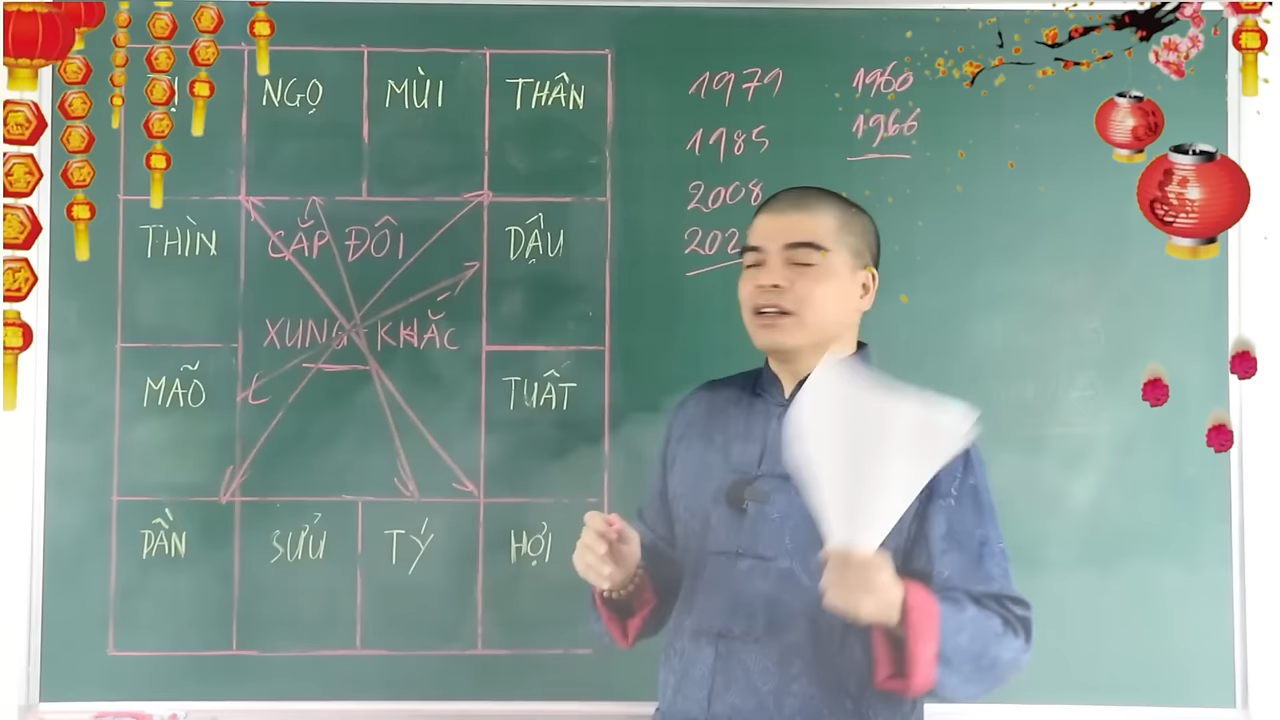 NGỌ MÙI THÂN
THÌN CẶP ĐÔI DẬU
XUNG KHẮC
MÃO TUẤT
DẦN SỬU TÝ HỢI
1979 1960
1985 1966
2008
202